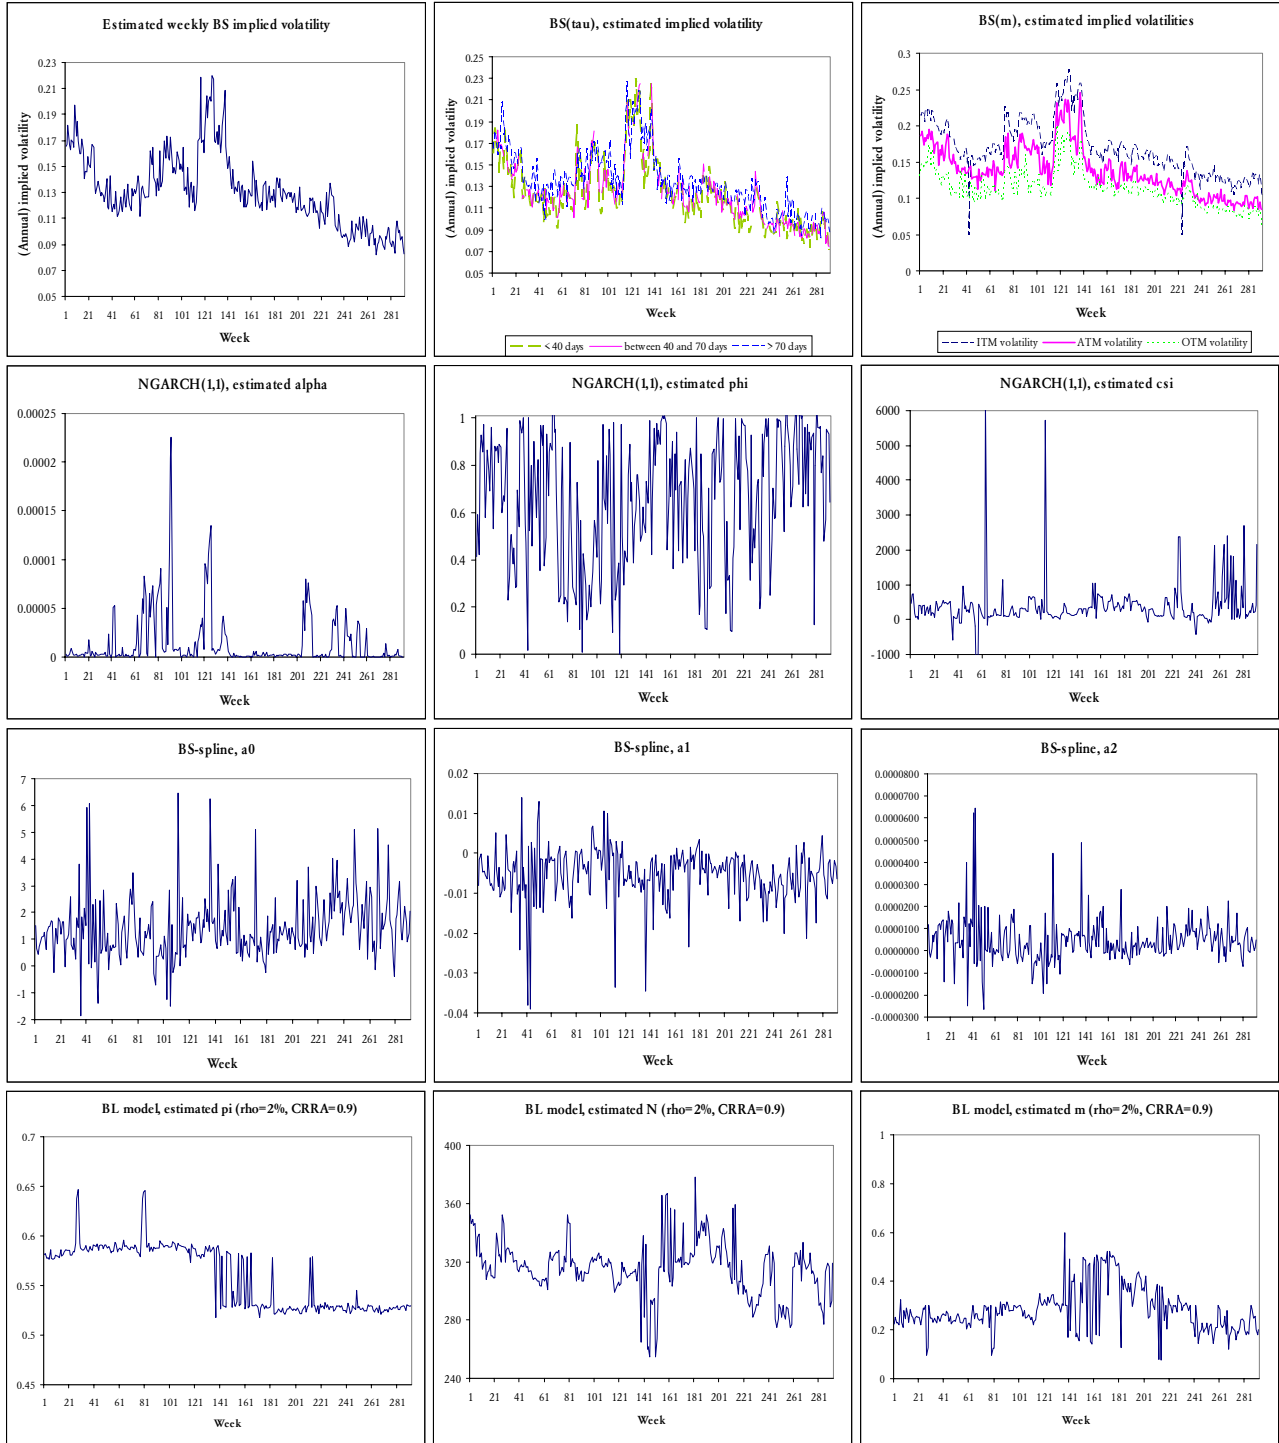 Estimated weekly BS implied volatility
(Annual) implied volatility
0.23
0.21
0.19
0.17
0.15
0.13
0.11
0.09
0.07
0.05
1 21 41 61 81 101 121 141 161 181 201 221 241 261 281
Week
BS(tau), estimated implied volatility
(Annual) implied volatility
0.25
0.23
0.21
0.19
0.17
0.15
0.13
0.11
0.09
0.07
0.05
1 21 41 61 81 101 121 141 161 181 201 221 241 261 281
Week
< 40 days between 40 and 70 days > 70 days
BS(m), estimated implied volatilities
(Annual) implied volatility
0.3
0.25
0.2
0.15
0.1
0.05
0
1 21 41 61 81 101 121 141 161 181 201 221 241 261 281
Week
ITM volatility ATM volatility OTM volatility
NGARCH(1,1), estimated alpha
0.00025
0.0002
0.00015
0.0001
0.00005
0
1 21 41 61 81 101 121 141 161 181 201 221 241 261 281
Week
NGARCH(1,1), estimated phi
1
0.8
0.6
0.4
0.2
0
1 21 41 61 81 101 121 141 161 181 201 221 241 261 281
Week
NGARCH(1,1), estimated csi
6000
5000
4000
3000
2000
1000
0
-1000
1 21 41 61 81 101 121 141 161 181 201 221 241 261 281
Week
BS-spline, a0
7
6
5
4
3
2
1
0
-1
-2
1 21 41 61 81 101 121 141 161 181 201 221 241 261 281
Week
BS-spline, a1
0.02
0.01
0
-0.01
-0.02
-0.03
-0.04
1 21 41 61 81 101 121 141 161 181 201 221 241 261 281
Week
BS-spline, a2
0.0000800
0.0000700
0.0000600
0.0000500
0.0000400
0.0000300
0.0000200
0.0000100
0.0000000
-0.0000100
-0.0000200
-0.0000300
1 21 41 61 81 101 121 141 161 181 201 221 241 261 281
Week
BL model, estimated pi (rho=2%, CRRA=0.9)
0.7
0.65
0.6
0.55
0.5
0.45
1 21 41 61 81 101 121 141 161 181 201 221 241 261 281
Week
BL model, estimated N (rho=2%, CRRA=0.9)
400
360
320
280
240
1 21 41 61 81 101 121 141 161 181 201 221 241 261 281
Week
BL model, estimated m (rho=2%, CRRA=0.9)
1
0.8
0.6
0.4
0.2
0
1 21 41 61 81 101 121 141 161 181 201 221 241 261 281
Week